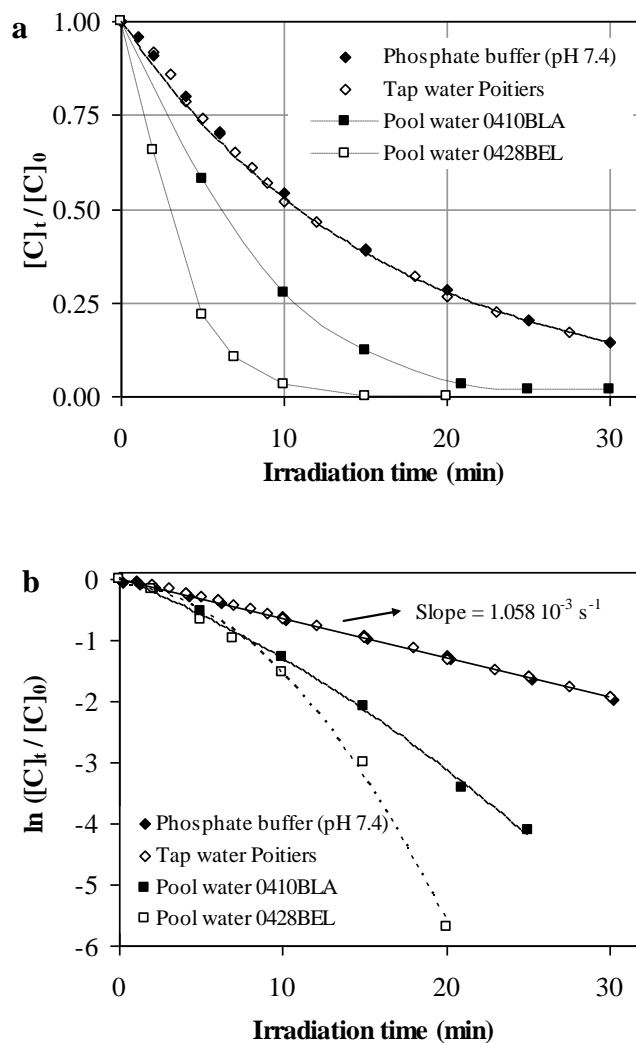 a
[C]t / [C]0
1.00
0.75
0.50
0.25
0.00
Phosphate buffer (pH 7.4)
Tap water Poitiers
Pool water 0410BLA
Pool water 0428BEL
0 10 20 30
Irradiation time (min)
b
ln ([C]t / [C]0)
0
-1
-2
-3
-4
-5
-6
Slope = 1.058 10⁻³ s⁻¹
Phosphate buffer (pH 7.4)
Tap water Poitiers
Pool water 0410BLA
Pool water 0428BEL
0 10 20 30
Irradiation time (min)